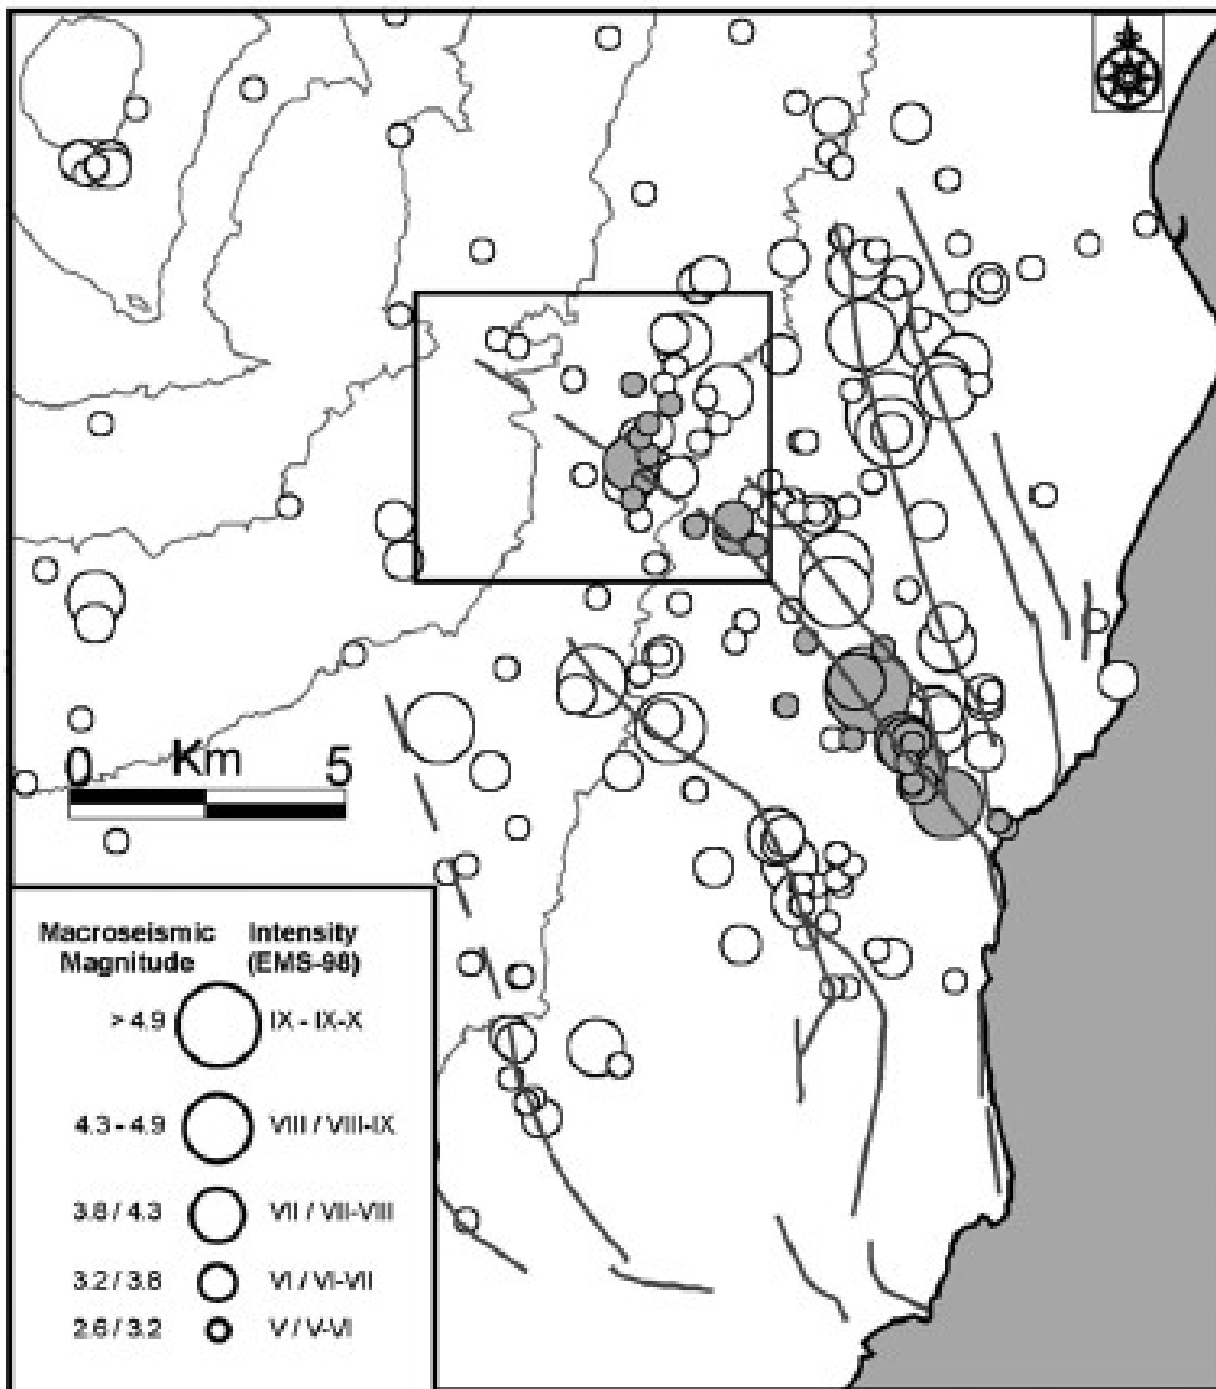 0 Km 5
Macroseismic Intensity
Magnitude (EMS-98)
> 4.9 IX - IX-X
4.3 - 4.9 VIII / VIII-IX
3.8 / 4.3 VII / VII-VIII
3.2 / 3.8 VI / VI-VII
2.6 / 3.2 V / V-VI